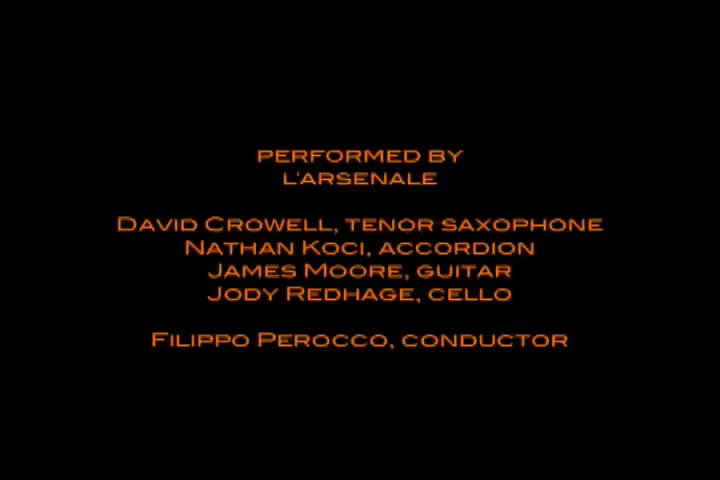 PERFORMED BY
L'ARSENALE
DAVID CROWELL, TENOR SAXOPHONE
NATHAN KOCI, ACCORDION
JAMES MOORE, GUITAR
JODY REDHAGE, CELLO
FILIPPO PEROCCO, CONDUCTOR